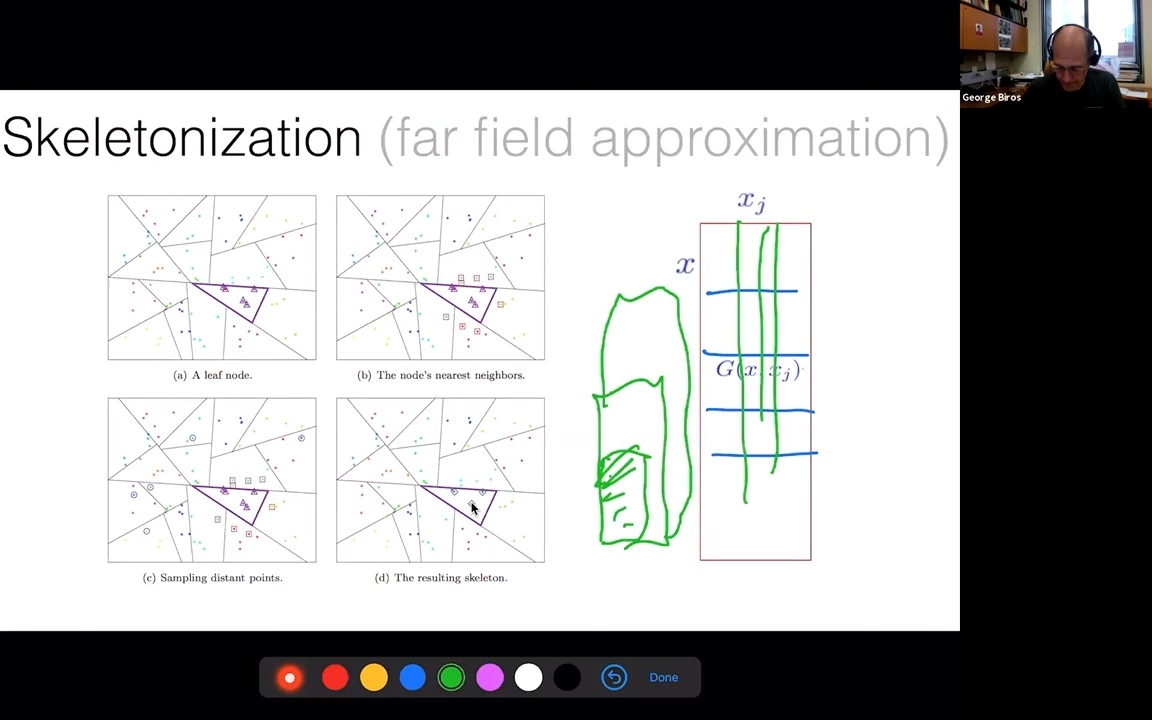 George Biros
Skeletonization (far field approximation)
x_j
x
G(x, x_j)
(a) A leaf node.
(b) The node's nearest neighbors.
(c) Sampling distant points.
(d) The resulting skeleton.
Done